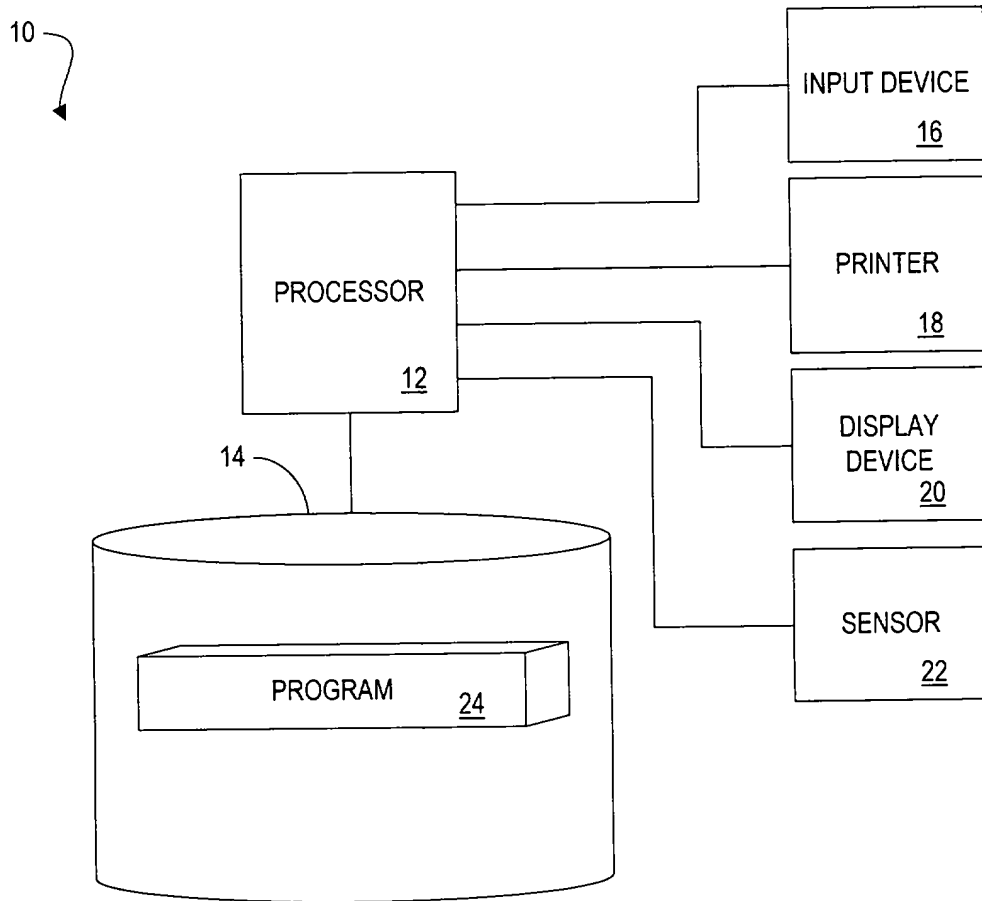 10
INPUT DEVICE
16
PROCESSOR
12
PRINTER
18
DISPLAY
DEVICE
20
14
SENSOR
22
PROGRAM
24